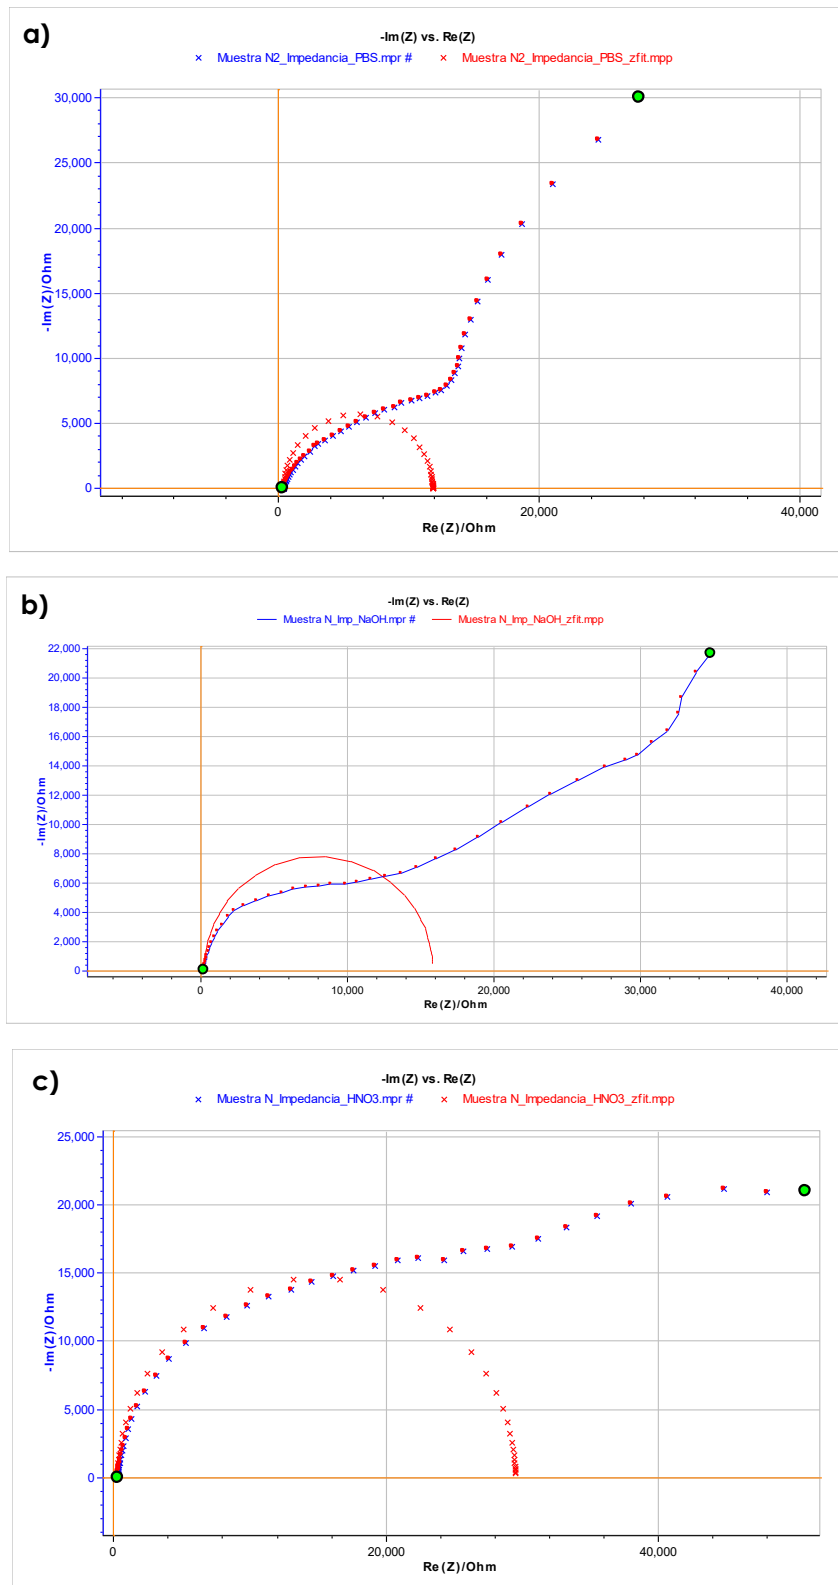 a)
-Im(Z) vs. Re(Z)
Muestra N2_Impedancia_PBS.mpr # Muestra N2_Impedancia_PBS_zfit.mpp
30,000
25,000
20,000
15,000
10,000
5,000
0
-Im(Z)/Ohm
0 20,000 40,000
Re(Z)/Ohm
b)
-Im(Z) vs. Re(Z)
Muestra N_Imp_NaOH.mpr # Muestra N_Imp_NaOH_zfit.mpp
22,000
20,000
18,000
16,000
14,000
12,000
10,000
8,000
6,000
4,000
2,000
0
-Im(Z)/Ohm
0 10,000 20,000 30,000 40,000
Re(Z)/Ohm
c)
-Im(Z) vs. Re(Z)
Muestra N_Impedancia_HNO3.mpr # Muestra N_Impedancia_HNO3_zfit.mpp
25,000
20,000
15,000
10,000
5,000
0
-Im(Z)/Ohm
0 20,000 40,000
Re(Z)/Ohm